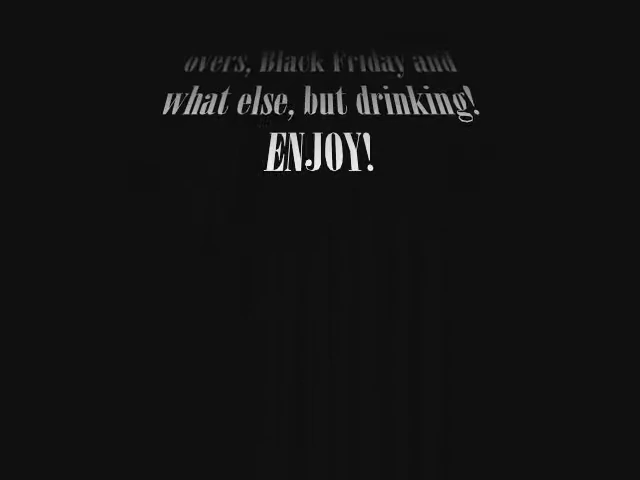 overs, Black Friday and
what else, but drinking!
ENJOY!